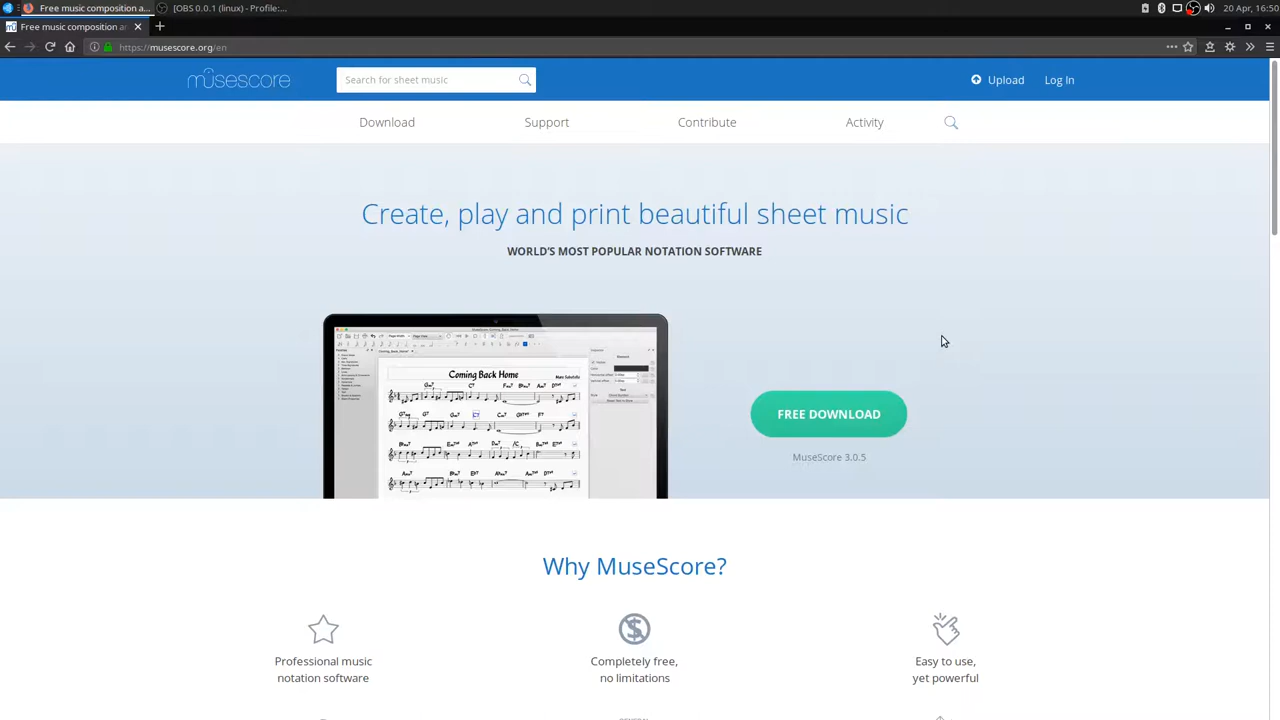 Free music composition a...
[OBS 0.0.1 (linux) - Profile:...
20 Apr, 16:50
Free music composition an
https://musescore.org/en
musescore
Search for sheet music
Upload
Log In
Download
Support
Contribute
Activity
Create, play and print beautiful sheet music
WORLD'S MOST POPULAR NOTATION SOFTWARE
Coming Back Home
FREE DOWNLOAD
MuseScore 3.0.5
Why MuseScore?
Professional music
notation software
Completely free,
no limitations
Easy to use,
yet powerful